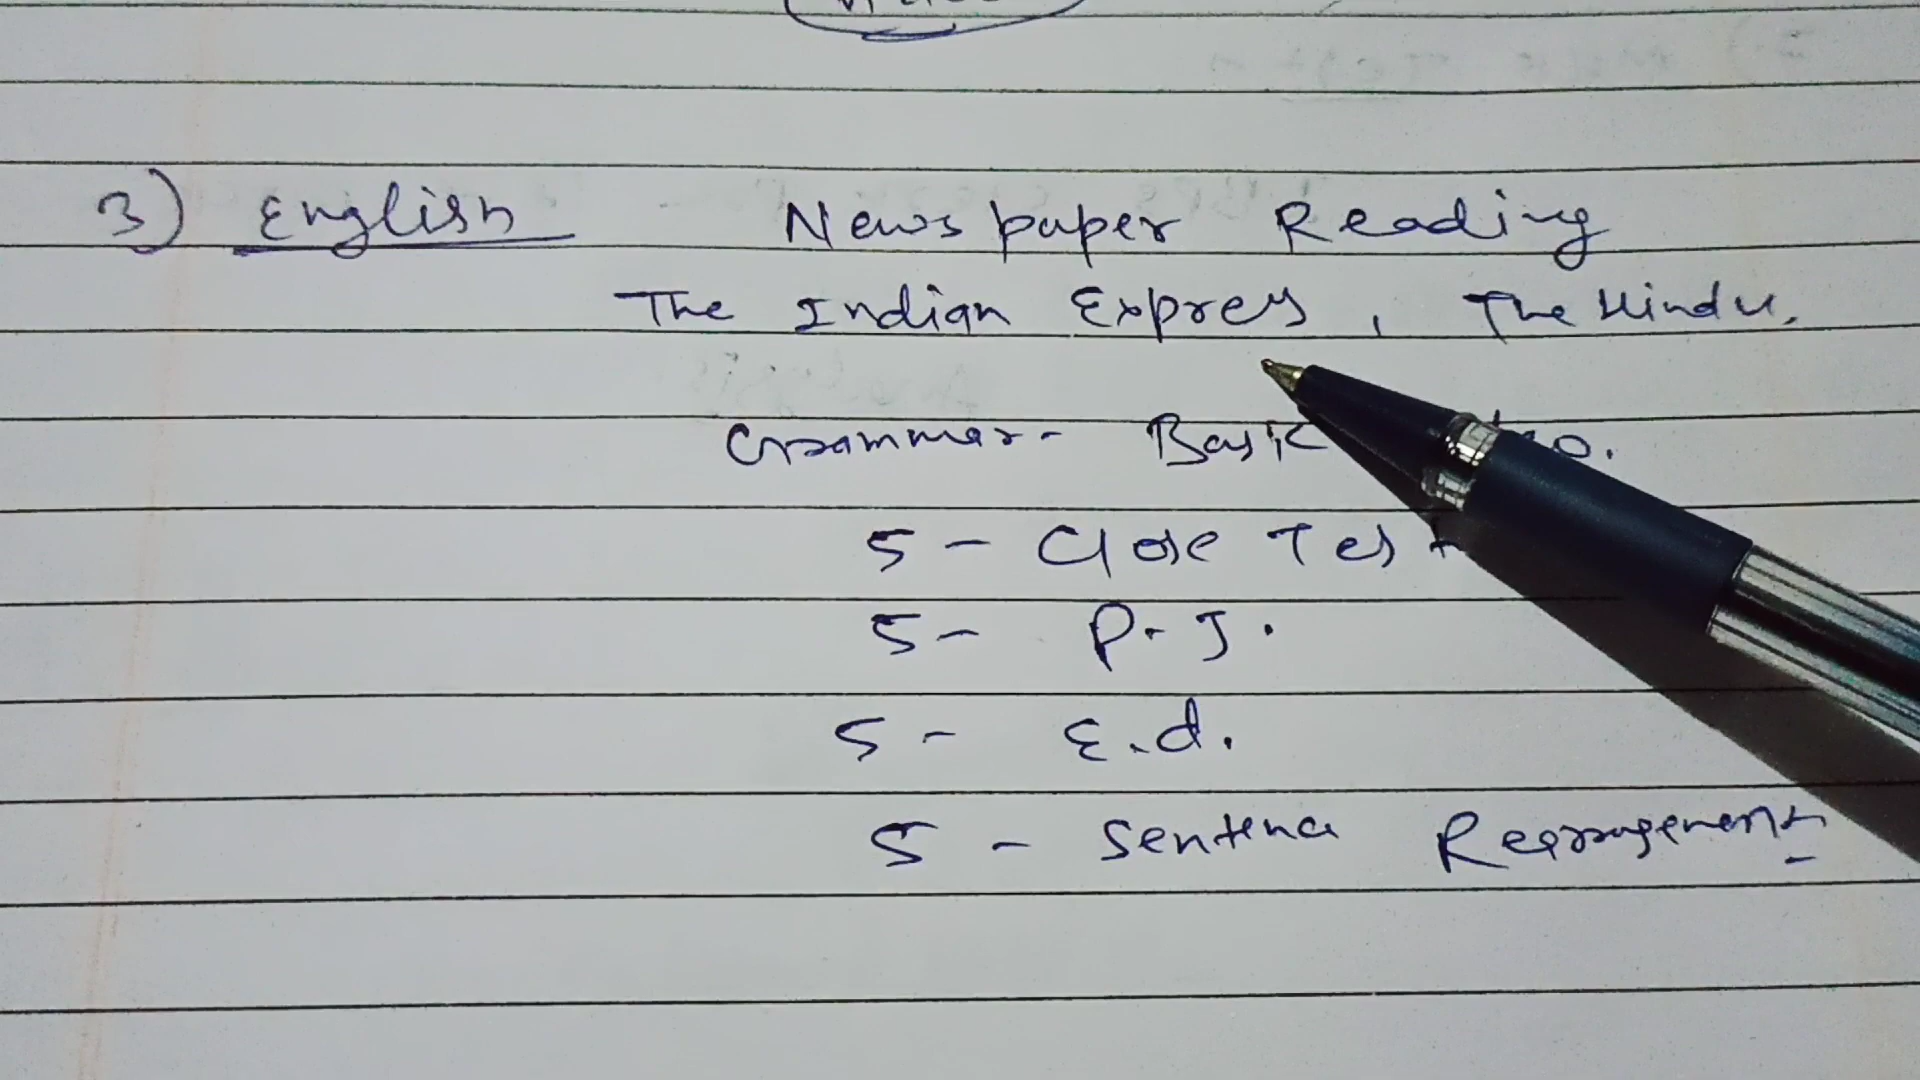 3) English Newspaper Reading
The Indian Express, The Hindu.
Grammar- Basic
5 - Close Test
5- P.J.
5- E.d.
5 - Sentence Rearrangement